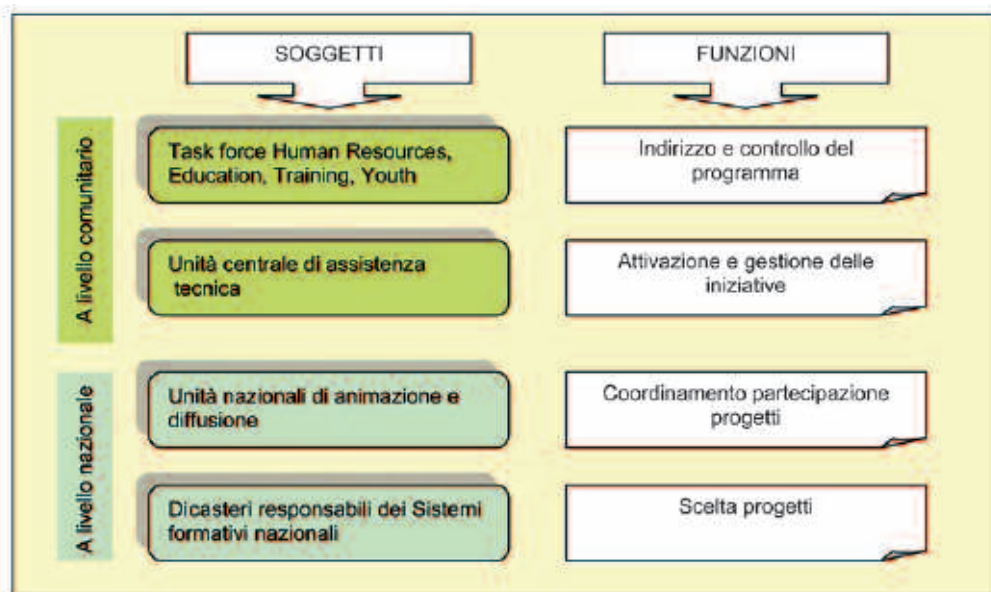 SOGGETTI
FUNZIONI
A livello comunitario
Task force Human Resources,
Education, Training, Youth
Indirizzo e controllo del
programma
Unità centrale di assistenza
tecnica
Attivazione e gestione delle
iniziative
A livello nazionale
Unità nazionali di animazione e
diffusione
Coordinamento partecipazione
progetti
Dicasteri responsabili dei Sistemi
formativi nazionali
Scelta progetti